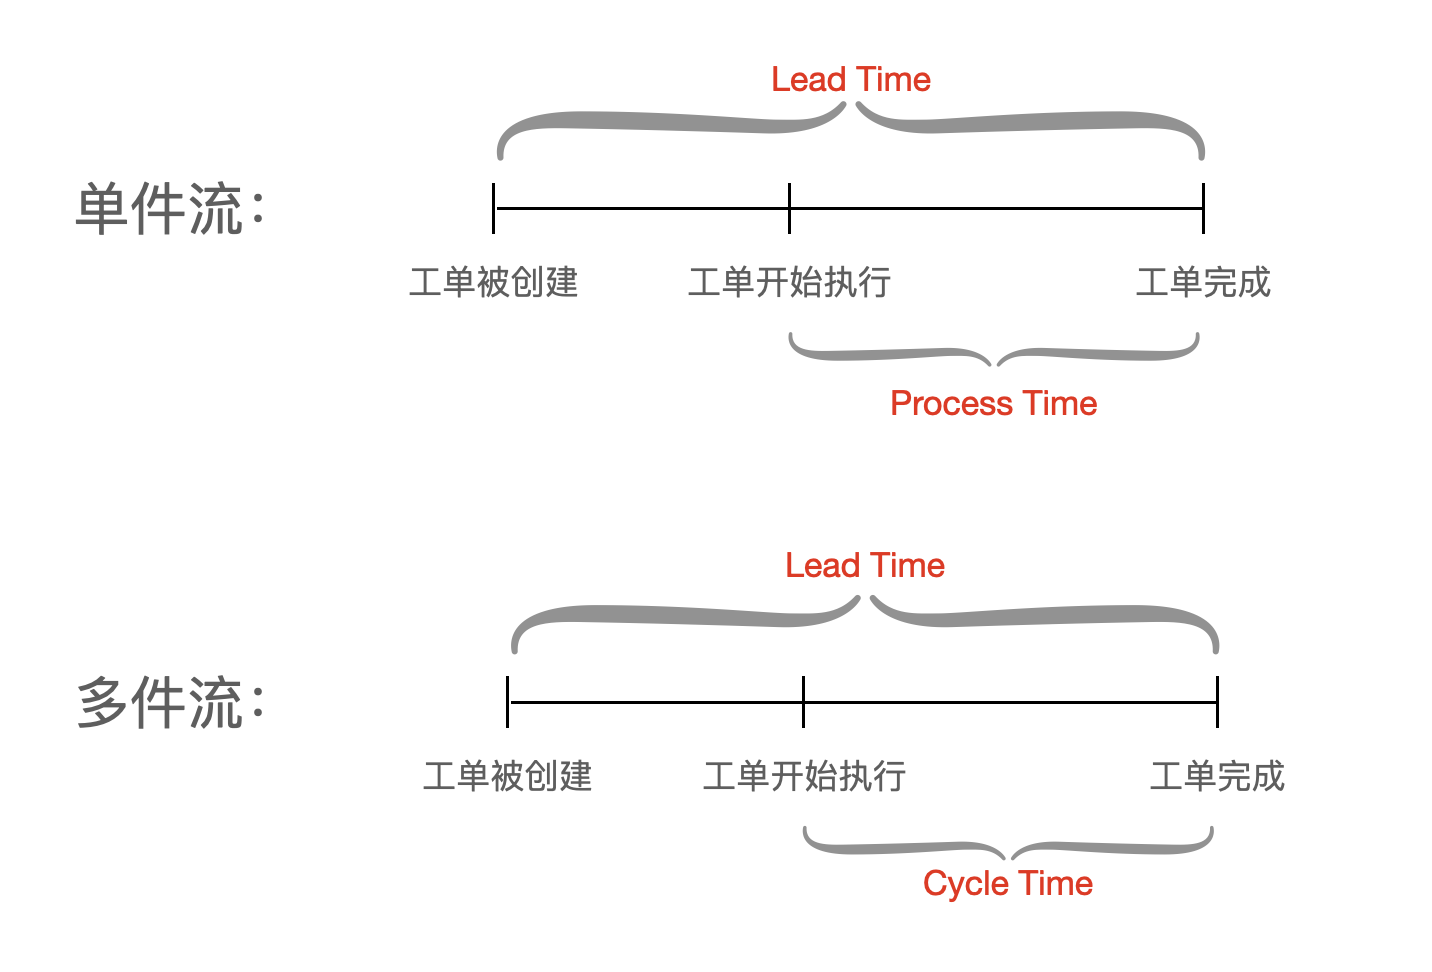 Lead Time
单件流：
工单被创建 工单开始执行 工单完成
Process Time
Lead Time
多件流：
工单被创建 工单开始执行 工单完成
Cycle Time